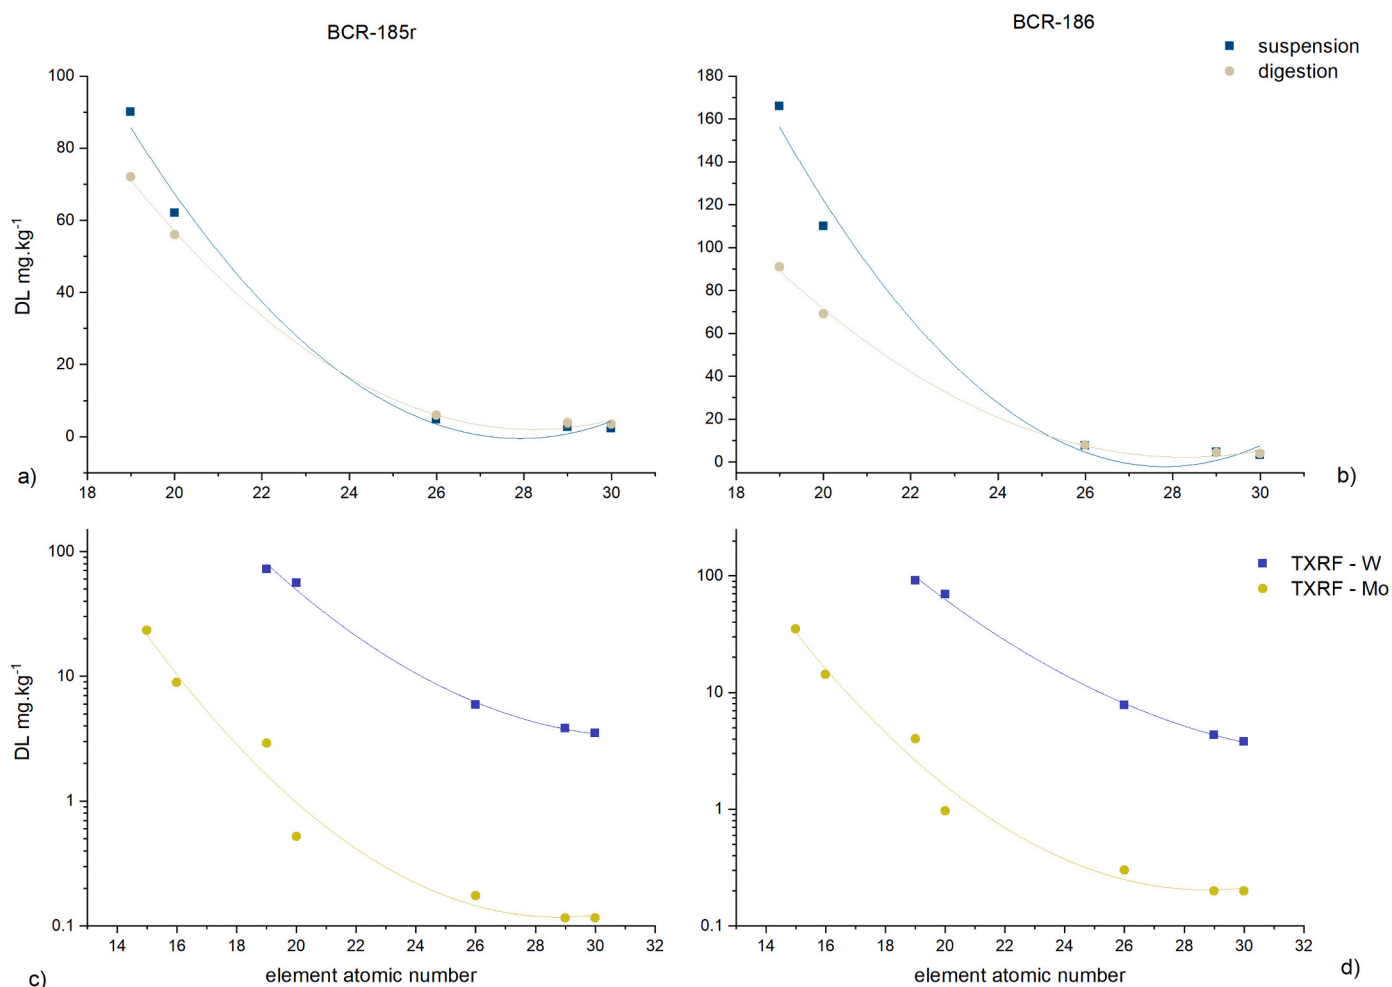 BCR-185r
BCR-186
suspension
digestion
100
80
60
40
20
0
DL mg.kg-1
18 20 22 24 26 28 30
a)
180
160
140
120
100
80
60
40
20
0
18 20 22 24 26 28 30
b)
100
10
1
0.1
DL mg.kg-1
14 16 18 20 22 24 26 28 30 32
element atomic number
c)
TXRF - W
TXRF - Mo
100
10
1
0.1
14 16 18 20 22 24 26 28 30 32
element atomic number
d)